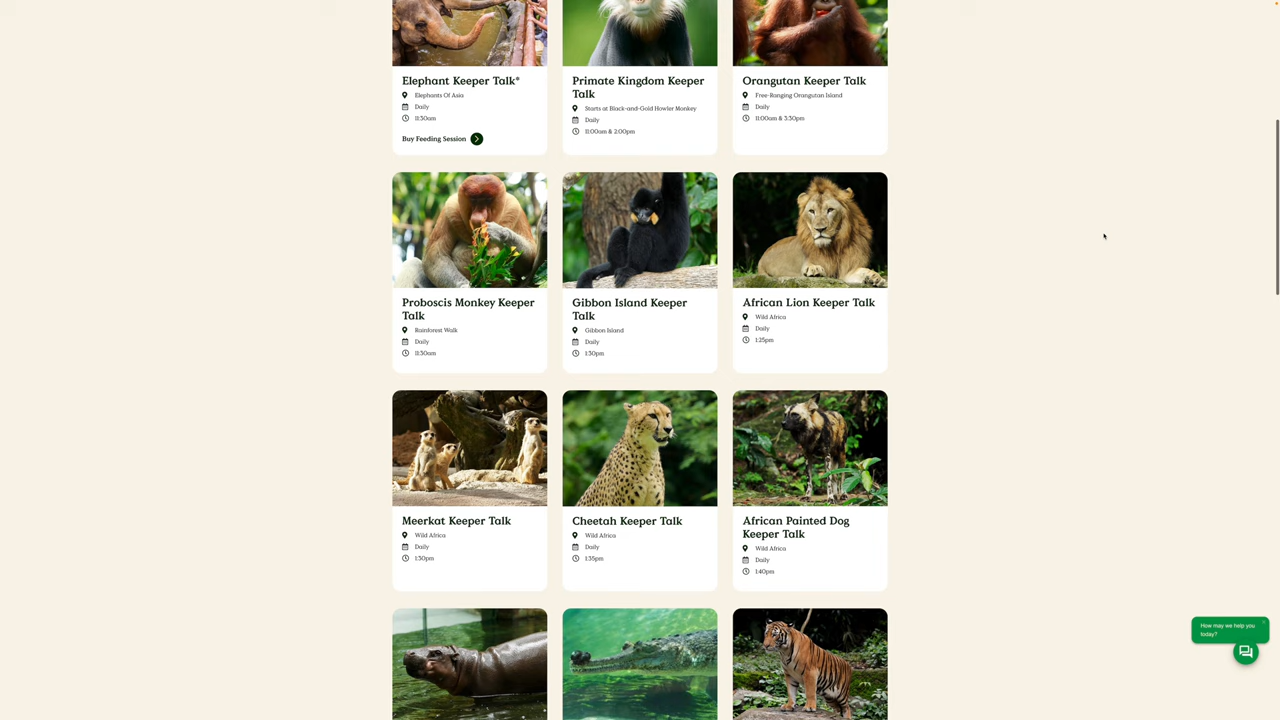 Elephant Keeper Talk*
Elephants Of Asia
Daily
11:30am
Buy Feeding Session
Primate Kingdom Keeper
Talk
Starts at Black-and-Gold Howler Monkey
Daily
11:00am & 2:00pm
Orangutan Keeper Talk
Free-Ranging Orangutan Island
Daily
11:00am & 3:30pm
Proboscis Monkey Keeper
Talk
Rainforest Walk
Daily
11:30am
Gibbon Island Keeper
Talk
Gibbon Island
Daily
1:30pm
African Lion Keeper Talk
Wild Africa
Daily
1:25pm
Meerkat Keeper Talk
Wild Africa
Daily
1:30pm
Cheetah Keeper Talk
Wild Africa
Daily
1:35pm
African Painted Dog
Keeper Talk
Wild Africa
Daily
1:40pm
How may we help you
today?